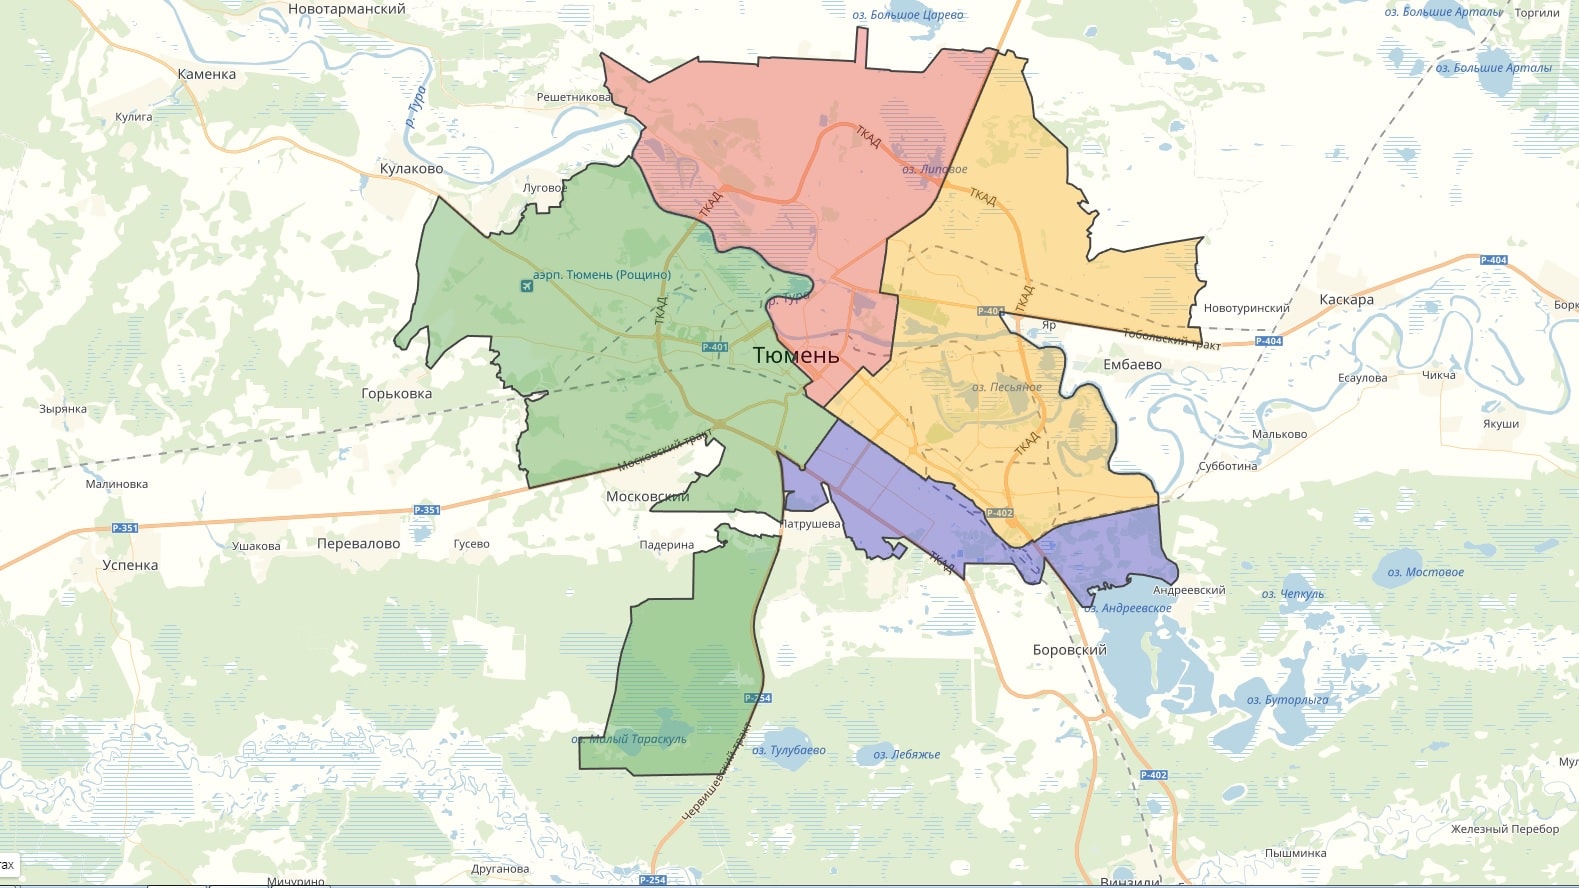 Новотарманский
оз. Большое Царево
оз. Большие Арталы
Торгили
Каменка
оз. Большие Арталы
Решетникова
р. Тура
Кулига
ТКАД
Кулаково
оз. Липовое
Луговое
ТКАД
ТКАД
Р-404
аэрп. Тюмень (Рощино)
р. Тура
ТКАД
Каскара
ТКАД
Р-404
Новотуринский
Яр
Тобольский тракт
Р-404
Р-401
Тюмень
Ембаево
Есаулова
Чикча
оз. Песьяное
Горьковка
Зырянка
Якуши
Мальково
Московский тракт
ТКАД
Субботина
Малиновка
Московский
Р-351
Р-402
Р-351
Патрушева
Ушакова
Перевалово
Гусево
Падерина
Успенка
ТКАД
оз. Мостовое
Андреевский
оз. Чепкуль
оз. Андреевское
Боровский
Р-254
оз. Буторлыга
оз. Малый Тараскуль
оз. Тулубаево
оз. Лебяжье
Червишевский тракт
Р-402
Железный Перебор
Пышминка
Друганова
Р-254
Мичурино
Винзили